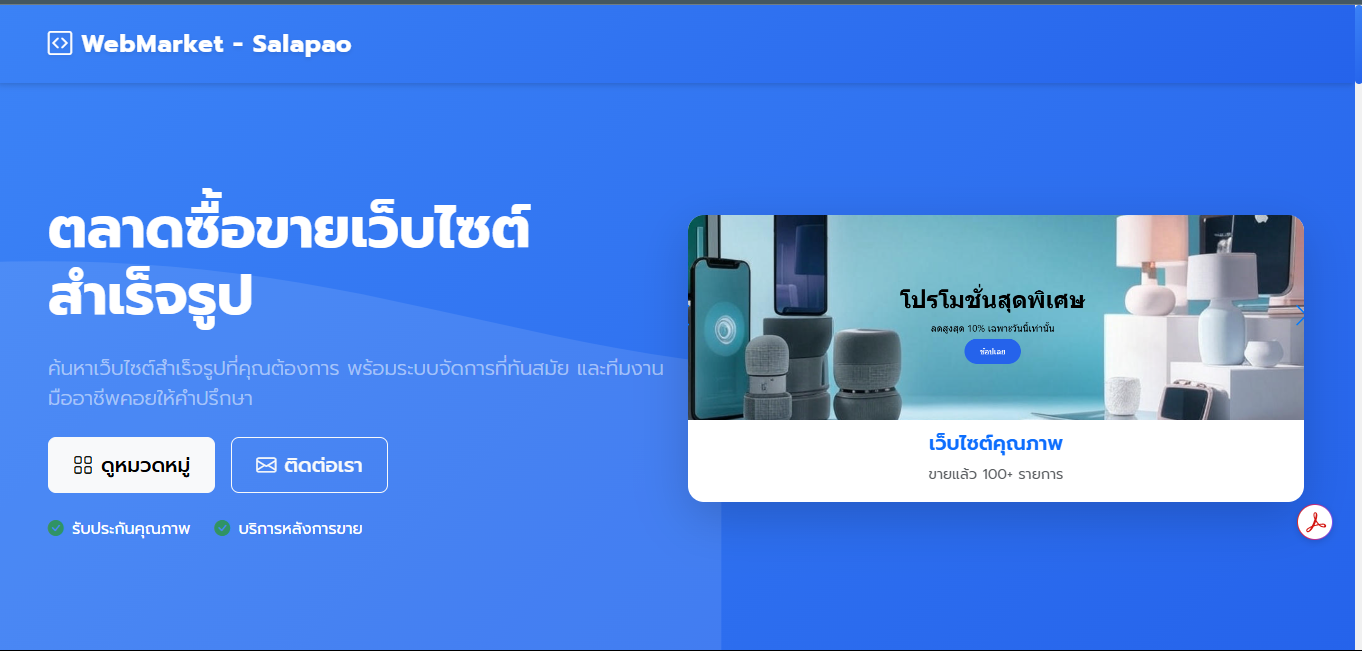 WebMarket - Salapao
ตลาดซื้อขายเว็บไซต์
สำเร็จรูป
ค้นหาเว็บไซต์สำเร็จรูปที่คุณต้องการ พร้อมระบบจัดการที่ทันสมัย และทีมงาน
มืออาชีพคอยให้คำปรึกษา
ดูหมวดหมู่
ติดต่อเรา
รับประกันคุณภาพ
บริการหลังการขาย
โปรโมชั่นสุดพิเศษ
ลดสูงสุด 10% เฉพาะวันนี้เท่านั้น
ช้อปเลย
เว็บไซต์คุณภาพ
ขายแล้ว 100+ รายการ